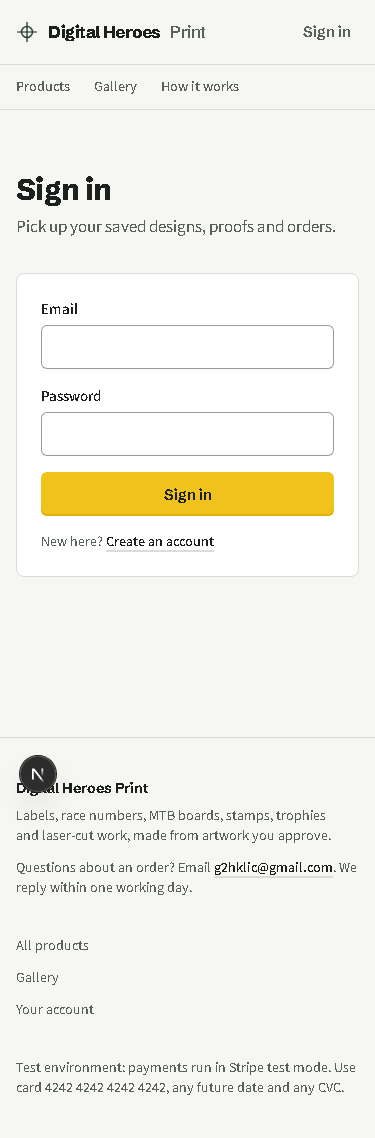 Digital Heroes Print
Sign in
Products Gallery How it works
Sign in
Pick up your saved designs, proofs and orders.
Email
Password
Sign in
New here? Create an account
N
Digital Heroes Print
Labels, race numbers, MTB boards, stamps, trophies
and laser-cut work, made from artwork you approve.
Questions about an order? Email g2hklic@gmail.com. We
reply within one working day.
All products
Gallery
Your account
Test environment: payments run in Stripe test mode. Use
card 4242 4242 4242 4242, any future date and any CVC.